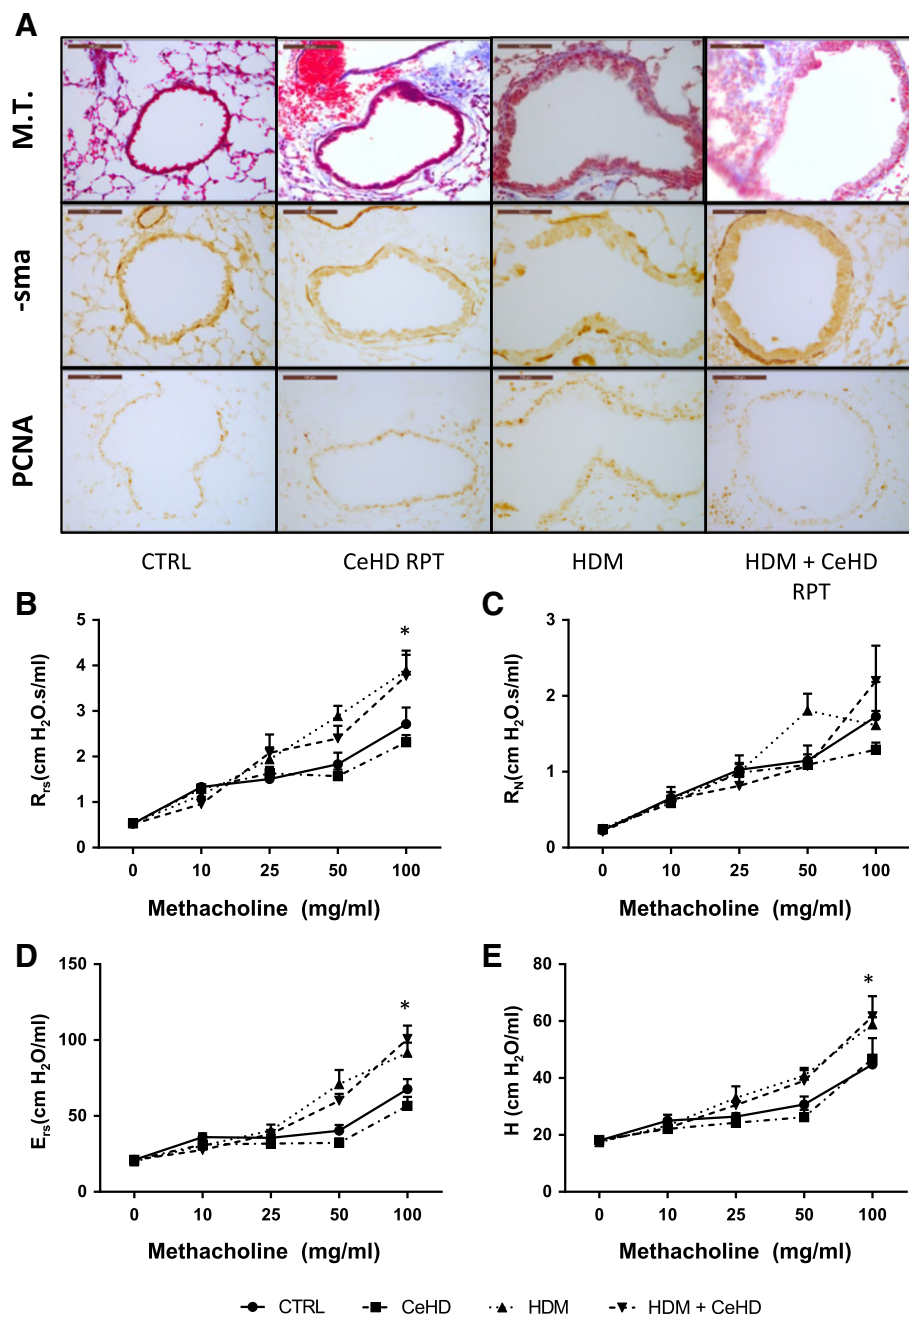 A
M.T.
-sma
PCNA
CTRL
CeHD RPT
HDM
HDM + CeHD
RPT
B
R_rs(cm H₂O.s/ml)
5
4
3
2
1
0
*
0 10 25 50 100
Methacholine (mg/ml)
C
R_N(cm H₂O.s/ml)
3
2
1
0
0 10 25 50 100
Methacholine (mg/ml)
D
E_rs(cm H₂O/ml)
150
100
50
0
*
0 10 25 50 100
Methacholine (mg/ml)
E
H (cm H₂O/ml)
80
60
40
20
0
*
0 10 25 50 100
Methacholine (mg/ml)
CTRL CeHD HDM HDM + CeHD